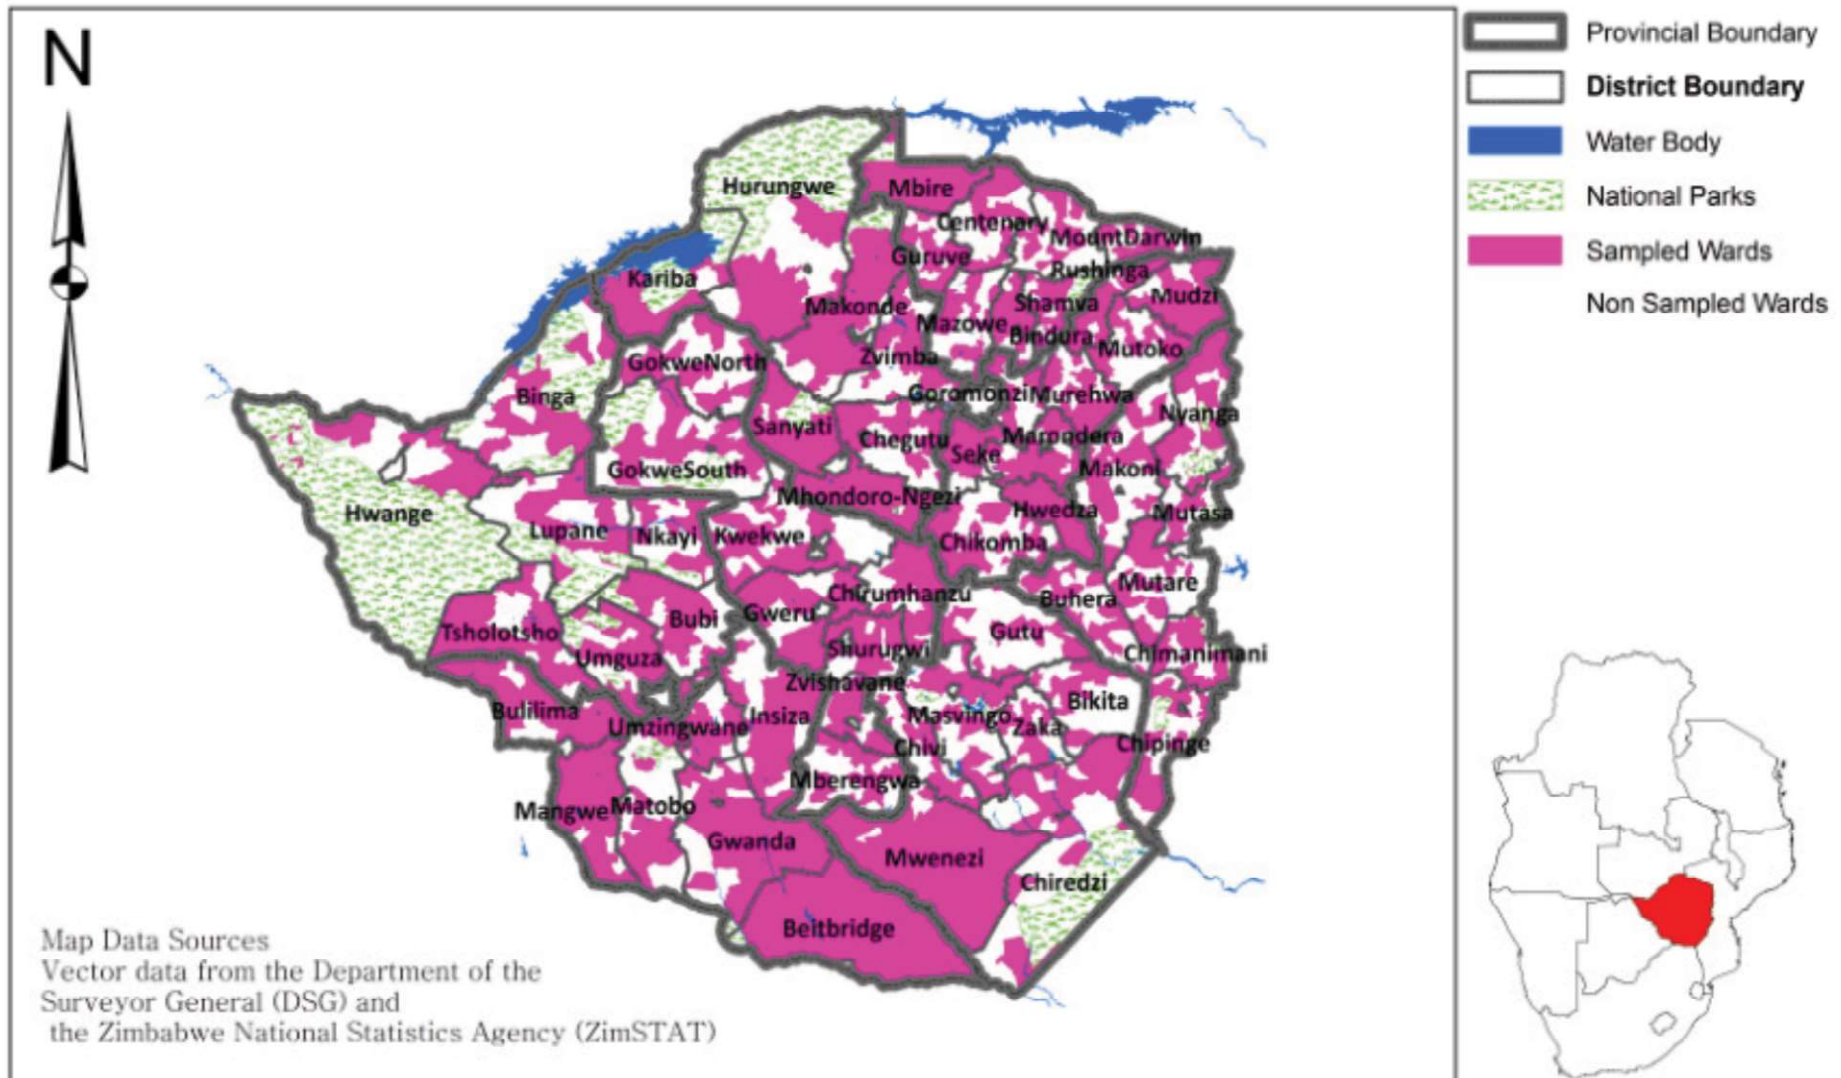 N
Provincial Boundary
District Boundary
Water Body
National Parks
Sampled Wards
Non Sampled Wards
Hurungwe
Mbire
Centenary
MountDarwin
Guruve
Rushinga
Kariba
Makonde
Shamva
Mudzi
Mazowe
Bindura
Mutoko
Zvimba
GokweNorth
Binga
Goromonzi
Murehwa
Nyanga
Sanyati
Chegutu
Marondera
Seke
Makoni
GokweSouth
Mhondoro-Ngezi
Hwange
Hwedza
Mutasa
Lupane
Nkayi
Kwekwe
Chikomba
Mutare
Chirumhanzu
Buhera
Gweru
Bubi
Tsholotsho
Gutu
Shurugwi
Chimanimani
Umguza
Zvishavane
Bikita
Bulilima
Insiza
Masvingo
Umzingwane
Zaka
Chivi
Chipinge
Mberengwa
Mangwe
Matobo
Gwanda
Mwenezi
Chiredzi
Beitbridge
Map Data Sources
Vector data from the Department of the
Surveyor General (DSG) and
the Zimbabwe National Statistics Agency (ZimSTAT)